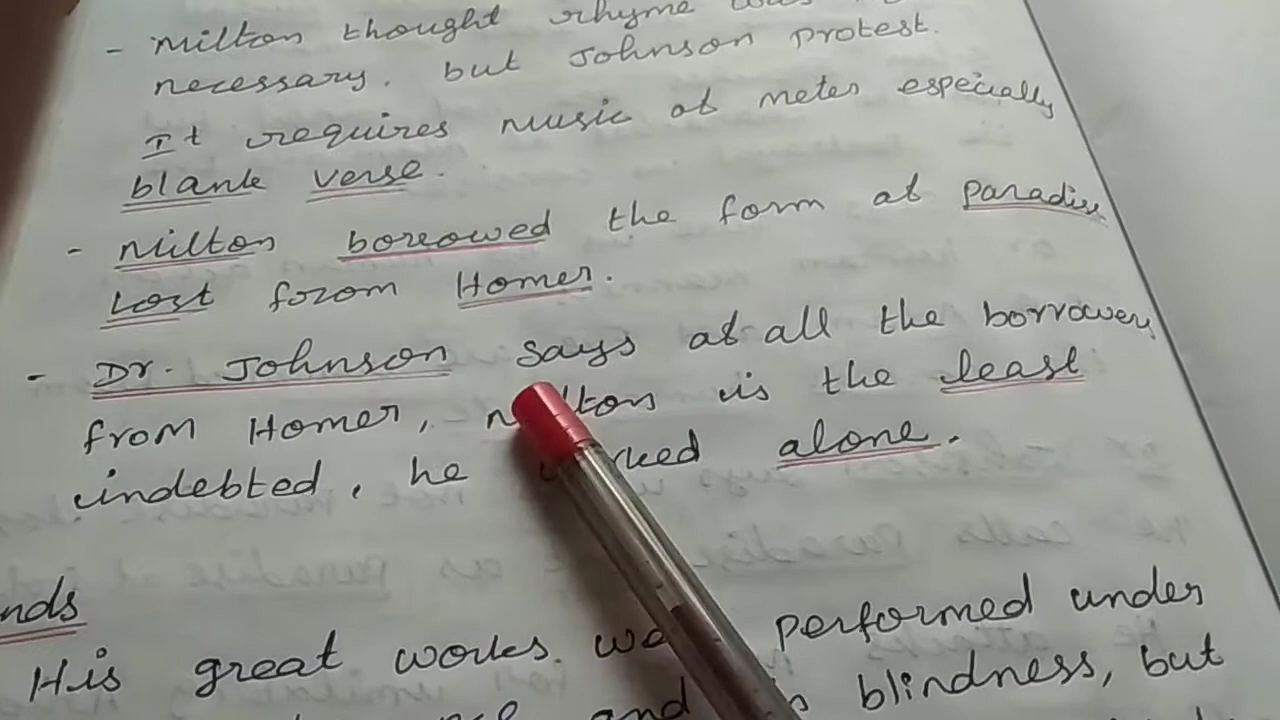 - Milton thought rhyme
necessary. but Johnson Protest.
It requires music of meter especially
blank verse.
- Milton borrowed the form of Paradise
Lost from Homer.
- Dr. Johnson says of all the borrowers
from Homer, Milton is the least
indebted, he alone.
His great works performed under
and blindness, but